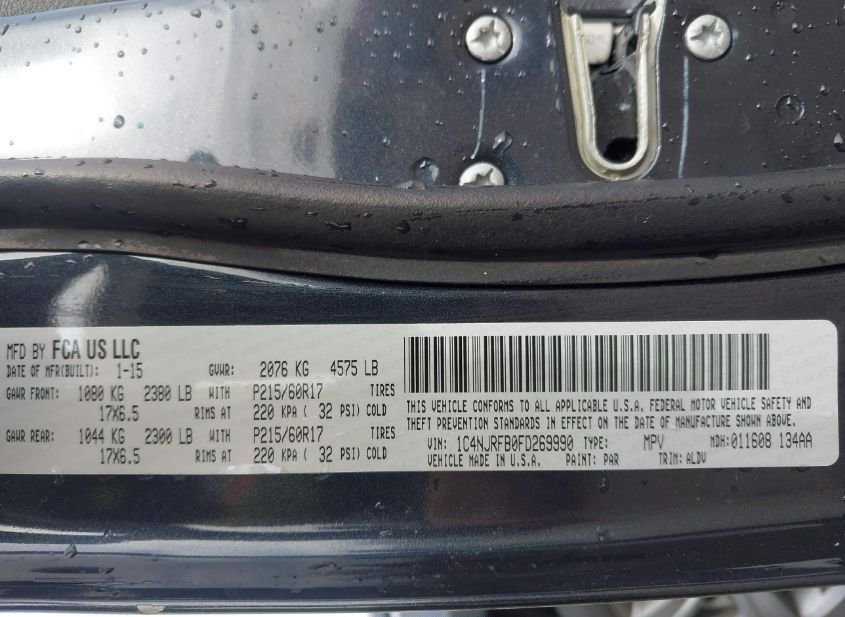 MFD BY FCA US LLC
DATE OF MFR(BUILT): 1-15 GVWR: 2076 KG 4575 LB
GAWR FRONT: 1080 KG 2380 LB WITH P215/60R17 TIRES
17X6.5 RIMS AT 220 KPA ( 32 PSI) COLD
GAWR REAR: 1044 KG 2300 LB WITH P215/60R17 TIRES
17X6.5 RIMS AT 220 KPA ( 32 PSI) COLD
THIS VEHICLE CONFORMS TO ALL APPLICABLE U.S.A. FEDERAL MOTOR VEHICLE SAFETY AND
THEFT PREVENTION STANDARDS IN EFFECT ON THE DATE OF MANUFACTURE SHOWN ABOVE.
VIN: 1C4NJRFB0FD269990 TYPE: MPV MDH:011608 134AA
VEHICLE MADE IN U.S.A. PAINT: PAR TRIM: ALDV